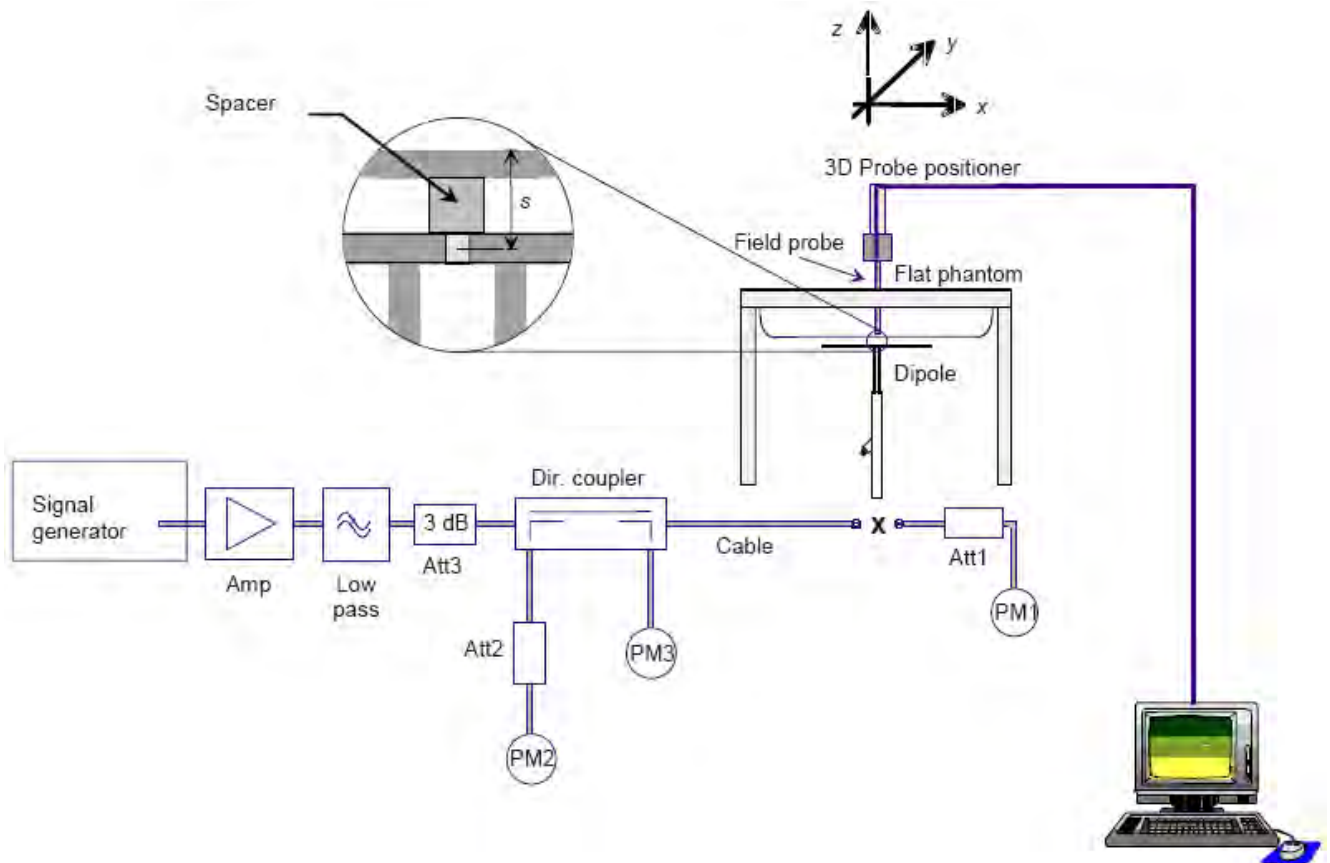 z
y
x
Spacer
s
3D Probe positioner
Field probe
Flat phantom
Dipole
Signal
generator
Amp
Low
pass
3 dB
Att3
Dir. coupler
Cable
X
Att1
PM1
Att2
PM3
PM2